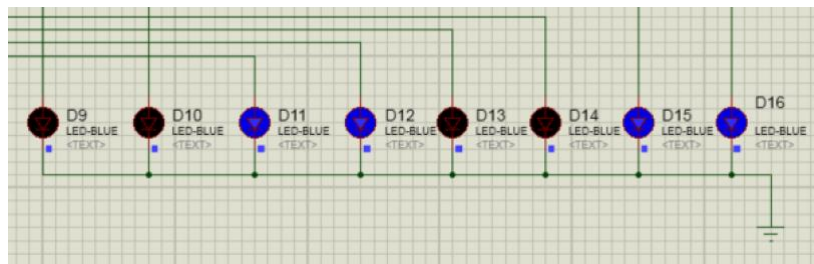 D9
LED-BLUE
<TEXT>
D10
LED-BLUE
<TEXT>
D11
LED-BLUE
<TEXT>
D12
LED-BLUE
<TEXT>
D13
LED-BLUE
<TEXT>
D14
LED-BLUE
<TEXT>
D15
LED-BLUE
<TEXT>
D16
LED-BLUE
<TEXT>